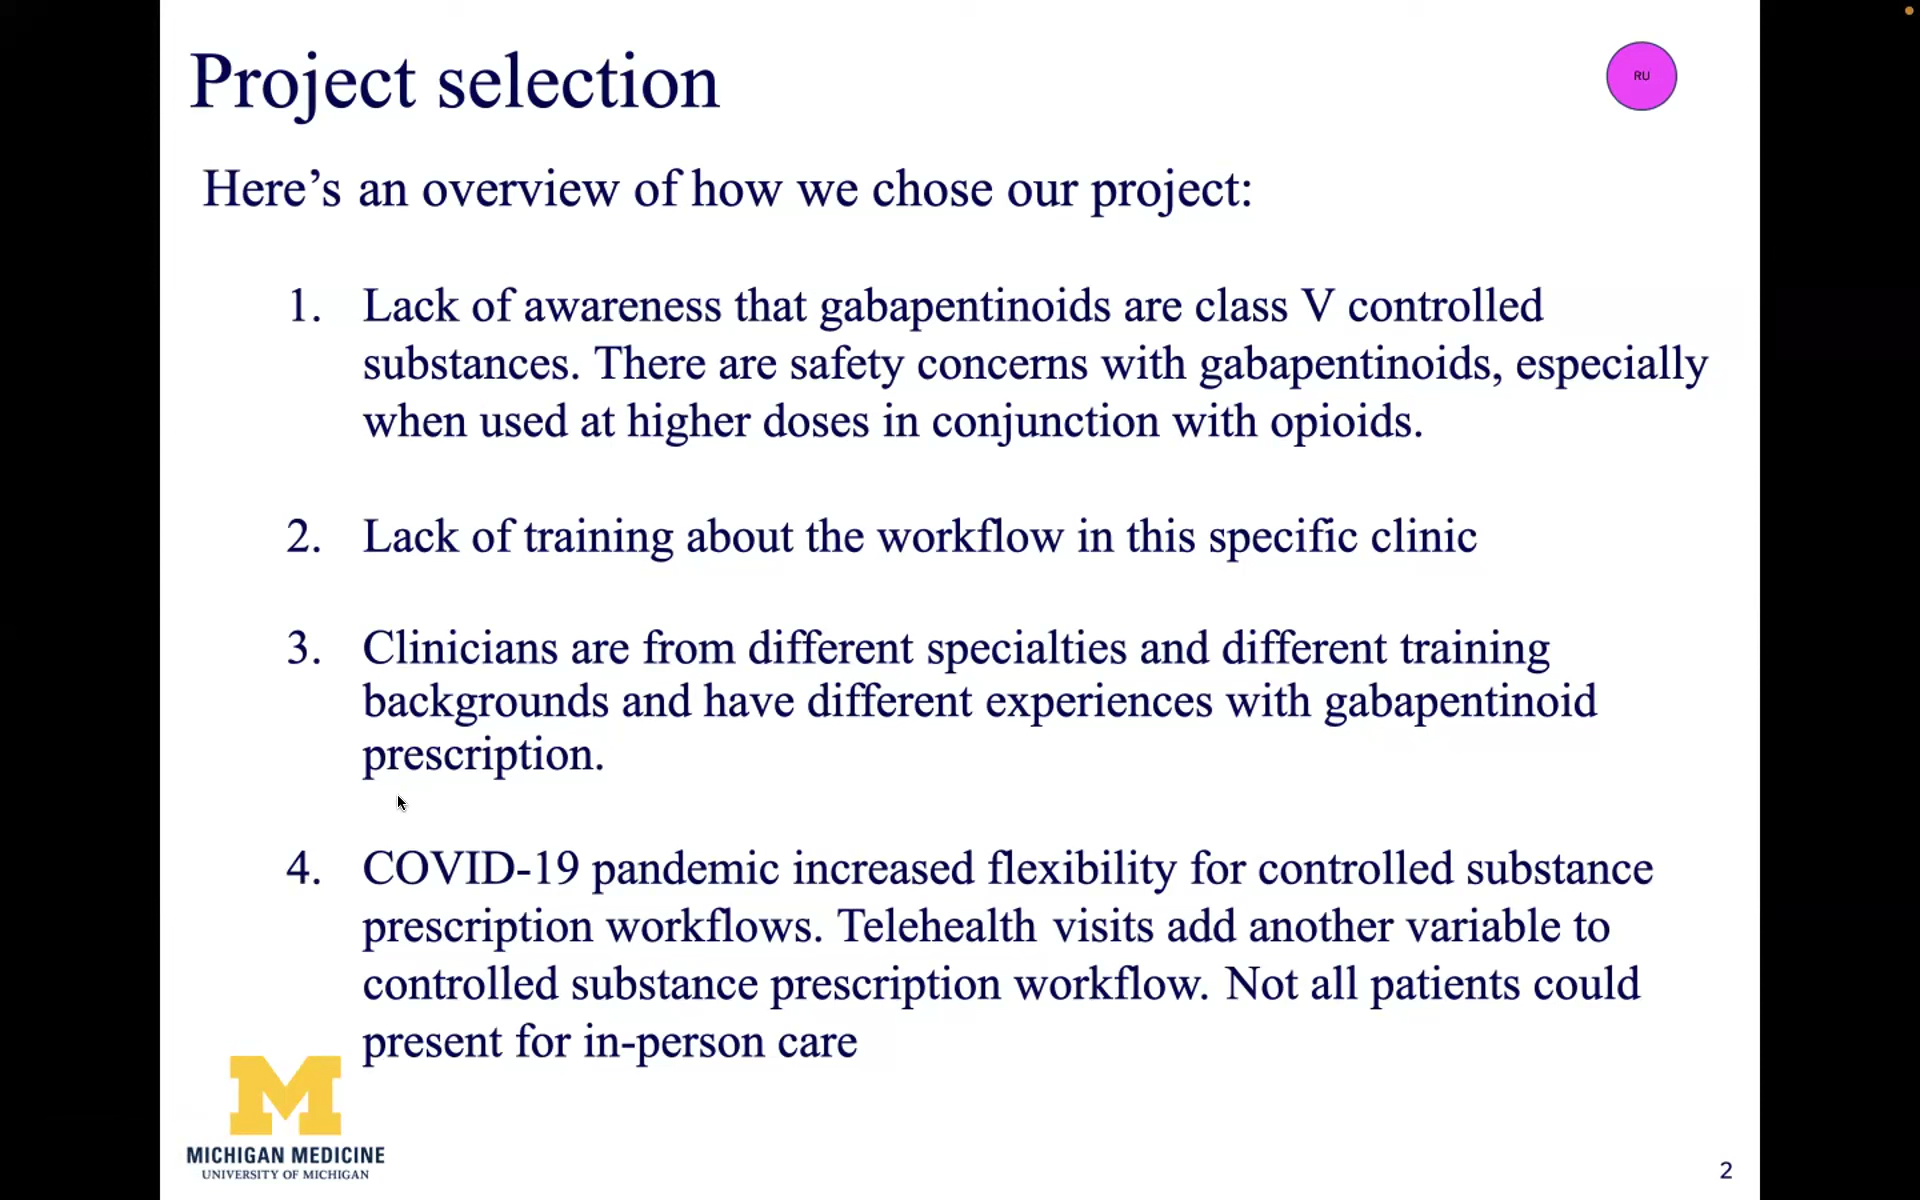 Project selection
RU
Here’s an overview of how we chose our project:
1. Lack of awareness that gabapentinoids are class V controlled
substances. There are safety concerns with gabapentinoids, especially
when used at higher doses in conjunction with opioids.
2. Lack of training about the workflow in this specific clinic
3. Clinicians are from different specialties and different training
backgrounds and have different experiences with gabapentinoid
prescription.
4. COVID-19 pandemic increased flexibility for controlled substance
prescription workflows. Telehealth visits add another variable to
controlled substance prescription workflow. Not all patients could
present for in-person care
M
MICHIGAN MEDICINE
UNIVERSITY OF MICHIGAN
2